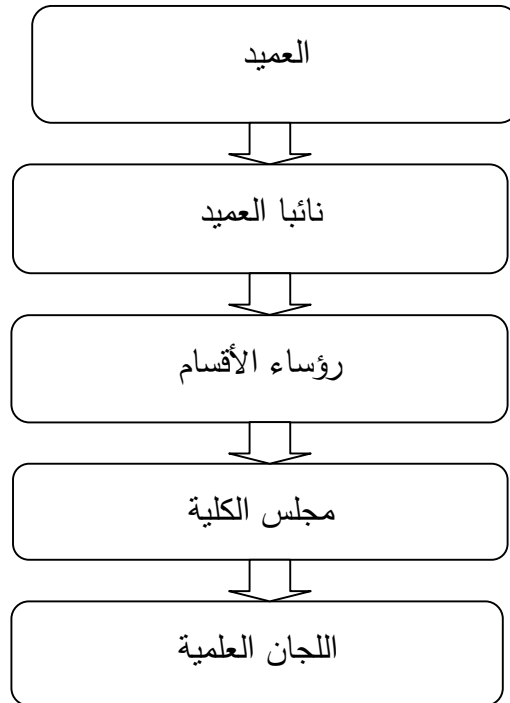 العميد
نائبا العميد
رؤساء الأقسام
مجلس الكلية
اللجان العلمية